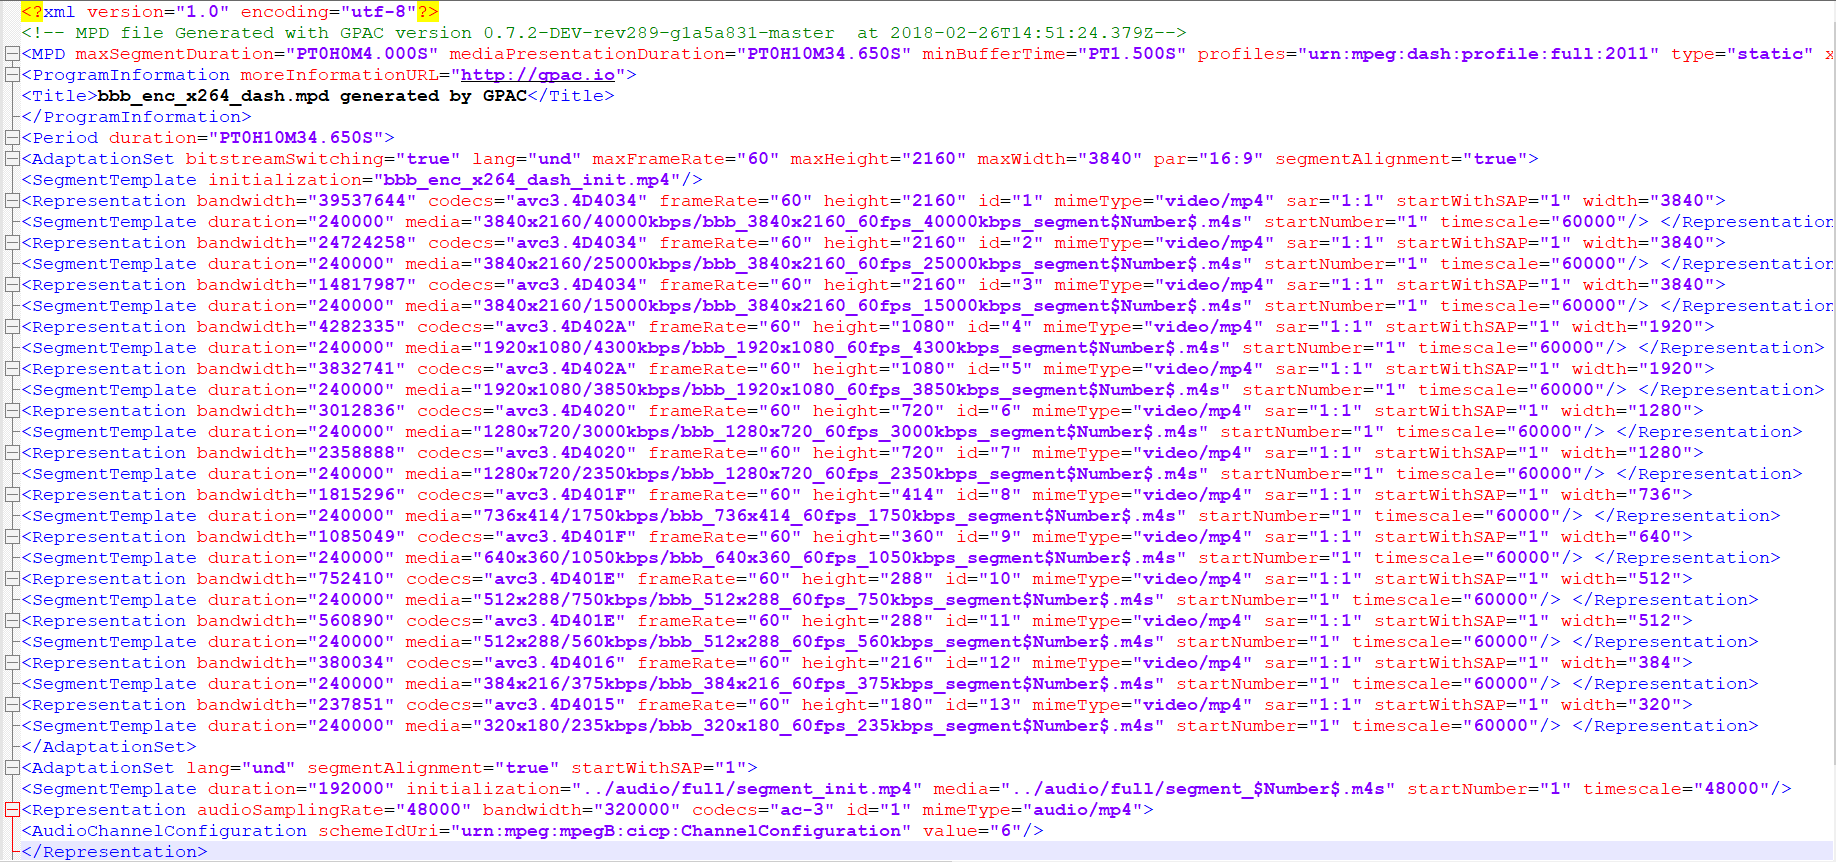 <?xml version="1.0" encoding="utf-8"?>
<!-- MPD file Generated with GPAC version 0.7.2-DEV-rev289-g1a5a831-master  at 2018-02-26T14:51:24.379Z-->
<MPD maxSegmentDuration="PT0H0M4.000S" mediaPresentationDuration="PT0H10M34.650S" minBufferTime="PT1.500S" profiles="urn:mpeg:dash:profile:full:2011" type="static" x
<ProgramInformation moreInformationURL="http://gpac.io">
<Title>bbb_enc_x264_dash.mpd generated by GPAC</Title>
</ProgramInformation>
<Period duration="PT0H10M34.650S">
<AdaptationSet bitstreamSwitching="true" lang="und" maxFrameRate="60" maxHeight="2160" maxWidth="3840" par="16:9" segmentAlignment="true">
<SegmentTemplate initialization="bbb_enc_x264_dash_init.mp4"/>
<Representation bandwidth="39537644" codecs="avc3.4D4034" frameRate="60" height="2160" id="1" mimeType="video/mp4" sar="1:1" startWithSAP="1" width="3840">
<SegmentTemplate duration="240000" media="3840x2160/40000kbps/bbb_3840x2160_60fps_40000kbps_segment$Number$.m4s" startNumber="1" timescale="60000"/> </Representation
<Representation bandwidth="24724258" codecs="avc3.4D4034" frameRate="60" height="2160" id="2" mimeType="video/mp4" sar="1:1" startWithSAP="1" width="3840">
<SegmentTemplate duration="240000" media="3840x2160/25000kbps/bbb_3840x2160_60fps_25000kbps_segment$Number$.m4s" startNumber="1" timescale="60000"/> </Representation
<Representation bandwidth="14817987" codecs="avc3.4D4034" frameRate="60" height="2160" id="3" mimeType="video/mp4" sar="1:1" startWithSAP="1" width="3840">
<SegmentTemplate duration="240000" media="3840x2160/15000kbps/bbb_3840x2160_60fps_15000kbps_segment$Number$.m4s" startNumber="1" timescale="60000"/> </Representation
<Representation bandwidth="4282335" codecs="avc3.4D402A" frameRate="60" height="1080" id="4" mimeType="video/mp4" sar="1:1" startWithSAP="1" width="1920">
<SegmentTemplate duration="240000" media="1920x1080/4300kbps/bbb_1920x1080_60fps_4300kbps_segment$Number$.m4s" startNumber="1" timescale="60000"/> </Representation>
<Representation bandwidth="3832741" codecs="avc3.4D402A" frameRate="60" height="1080" id="5" mimeType="video/mp4" sar="1:1" startWithSAP="1" width="1920">
<SegmentTemplate duration="240000" media="1920x1080/3850kbps/bbb_1920x1080_60fps_3850kbps_segment$Number$.m4s" startNumber="1" timescale="60000"/> </Representation>
<Representation bandwidth="3012836" codecs="avc3.4D4020" frameRate="60" height="720" id="6" mimeType="video/mp4" sar="1:1" startWithSAP="1" width="1280">
<SegmentTemplate duration="240000" media="1280x720/3000kbps/bbb_1280x720_60fps_3000kbps_segment$Number$.m4s" startNumber="1" timescale="60000"/> </Representation>
<Representation bandwidth="2358888" codecs="avc3.4D4020" frameRate="60" height="720" id="7" mimeType="video/mp4" sar="1:1" startWithSAP="1" width="1280">
<SegmentTemplate duration="240000" media="1280x720/2350kbps/bbb_1280x720_60fps_2350kbps_segment$Number$.m4s" startNumber="1" timescale="60000"/> </Representation>
<Representation bandwidth="1815296" codecs="avc3.4D401F" frameRate="60" height="414" id="8" mimeType="video/mp4" sar="1:1" startWithSAP="1" width="736">
<SegmentTemplate duration="240000" media="736x414/1750kbps/bbb_736x414_60fps_1750kbps_segment$Number$.m4s" startNumber="1" timescale="60000"/> </Representation>
<Representation bandwidth="1085049" codecs="avc3.4D401F" frameRate="60" height="360" id="9" mimeType="video/mp4" sar="1:1" startWithSAP="1" width="640">
<SegmentTemplate duration="240000" media="640x360/1050kbps/bbb_640x360_60fps_1050kbps_segment$Number$.m4s" startNumber="1" timescale="60000"/> </Representation>
<Representation bandwidth="752410" codecs="avc3.4D401E" frameRate="60" height="288" id="10" mimeType="video/mp4" sar="1:1" startWithSAP="1" width="512">
<SegmentTemplate duration="240000" media="512x288/750kbps/bbb_512x288_60fps_750kbps_segment$Number$.m4s" startNumber="1" timescale="60000"/> </Representation>
<Representation bandwidth="560890" codecs="avc3.4D401E" frameRate="60" height="288" id="11" mimeType="video/mp4" sar="1:1" startWithSAP="1" width="512">
<SegmentTemplate duration="240000" media="512x288/560kbps/bbb_512x288_60fps_560kbps_segment$Number$.m4s" startNumber="1" timescale="60000"/> </Representation>
<Representation bandwidth="380034" codecs="avc3.4D4016" frameRate="60" height="216" id="12" mimeType="video/mp4" sar="1:1" startWithSAP="1" width="384">
<SegmentTemplate duration="240000" media="384x216/375kbps/bbb_384x216_60fps_375kbps_segment$Number$.m4s" startNumber="1" timescale="60000"/> </Representation>
<Representation bandwidth="237851" codecs="avc3.4D4015" frameRate="60" height="180" id="13" mimeType="video/mp4" sar="1:1" startWithSAP="1" width="320">
<SegmentTemplate duration="240000" media="320x180/235kbps/bbb_320x180_60fps_235kbps_segment$Number$.m4s" startNumber="1" timescale="60000"/> </Representation>
</AdaptationSet>
<AdaptationSet lang="und" segmentAlignment="true" startWithSAP="1">
<SegmentTemplate duration="192000" initialization="../audio/full/segment_init.mp4" media="../audio/full/segment_$Number$.m4s" startNumber="1" timescale="48000"/>
<Representation audioSamplingRate="48000" bandwidth="320000" codecs="ac-3" id="1" mimeType="audio/mp4">
<AudioChannelConfiguration schemeIdUri="urn:mpeg:mpegB:cicp:ChannelConfiguration" value="6"/>
</Representation>